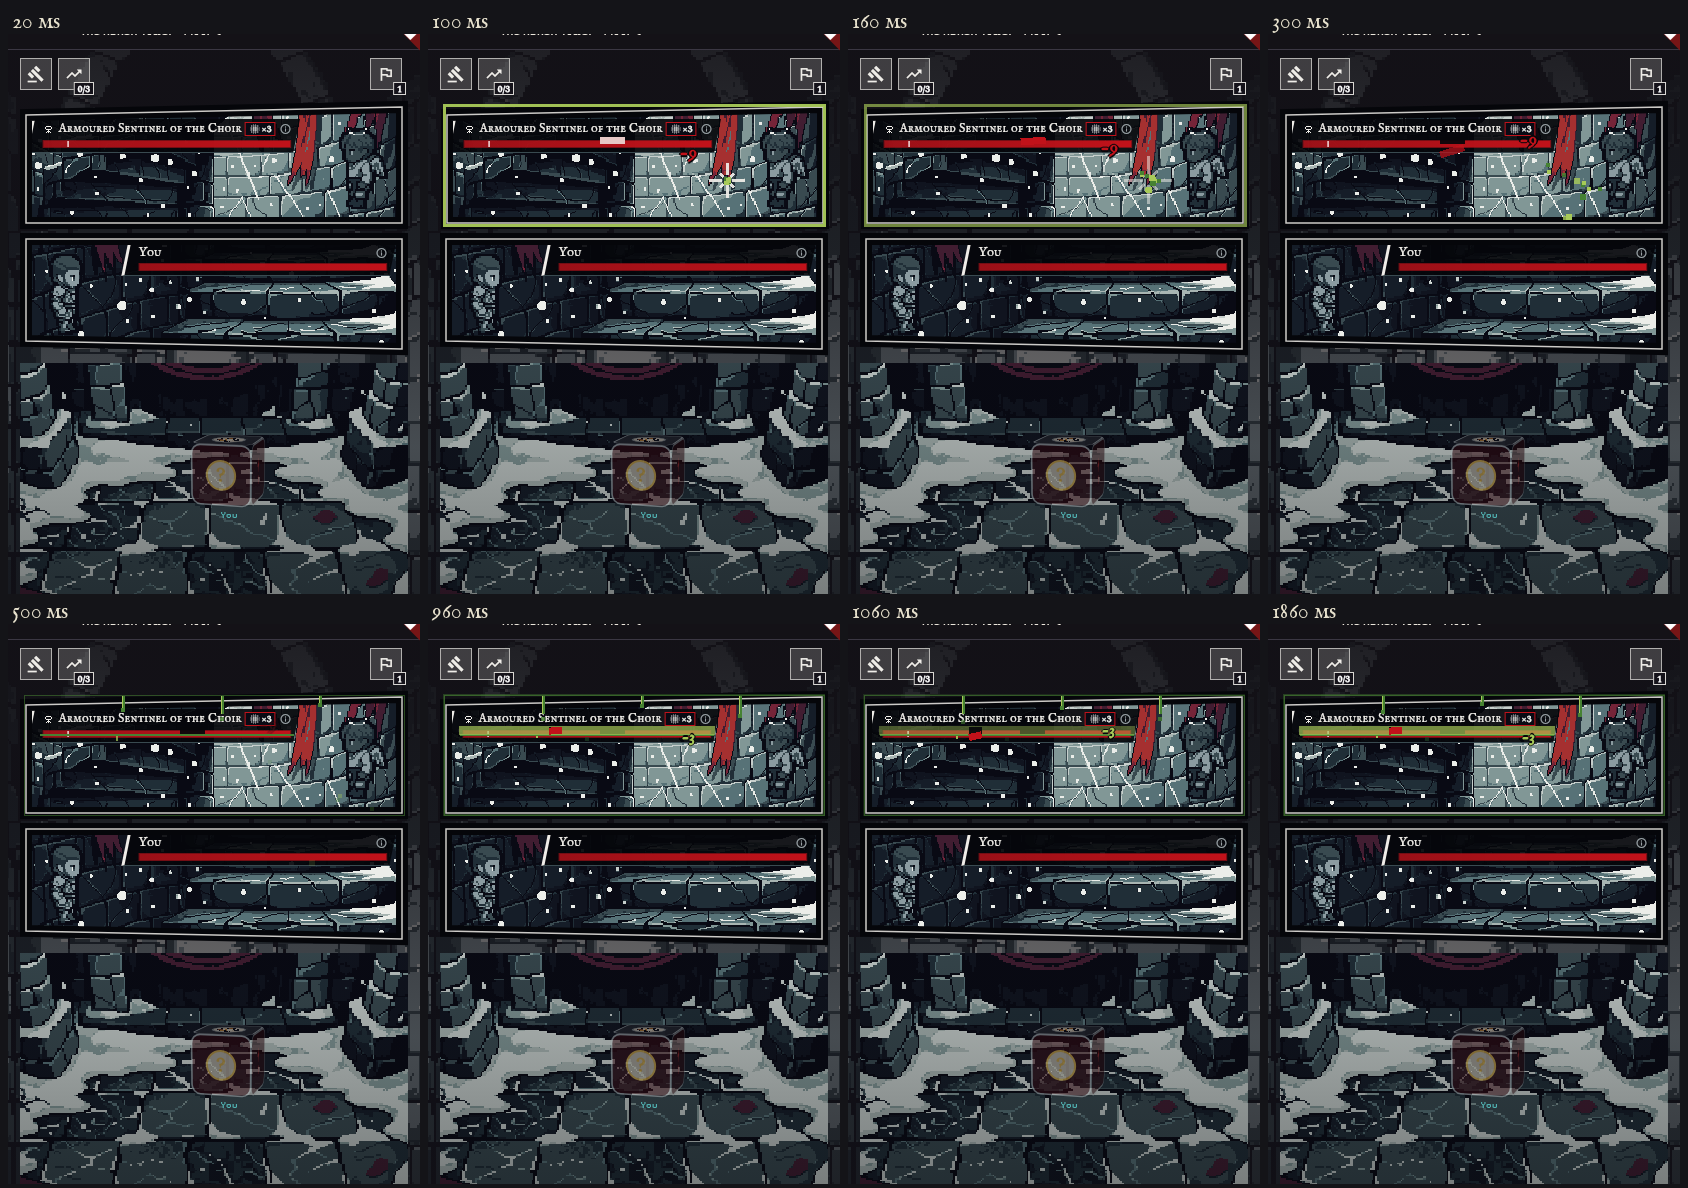 20 MS
100 MS
160 MS
300 MS
0/3
1
0/3
1
0/3
1
0/3
1
Armoured Sentinel of the Choir ×3
Armoured Sentinel of the Choir ×3
-9
Armoured Sentinel of the Choir ×3
-9
Armoured Sentinel of the Choir ×3
-9
You
You
You
You
You
You
You
You
500 MS
960 MS
1060 MS
1860 MS
0/3
1
0/3
1
0/3
1
0/3
1
Armoured Sentinel of the Choir ×3
Armoured Sentinel of the Choir ×3
-3
Armoured Sentinel of the Choir ×3
-3
Armoured Sentinel of the Choir ×3
-3
You
You
You
You
You
You
You
You